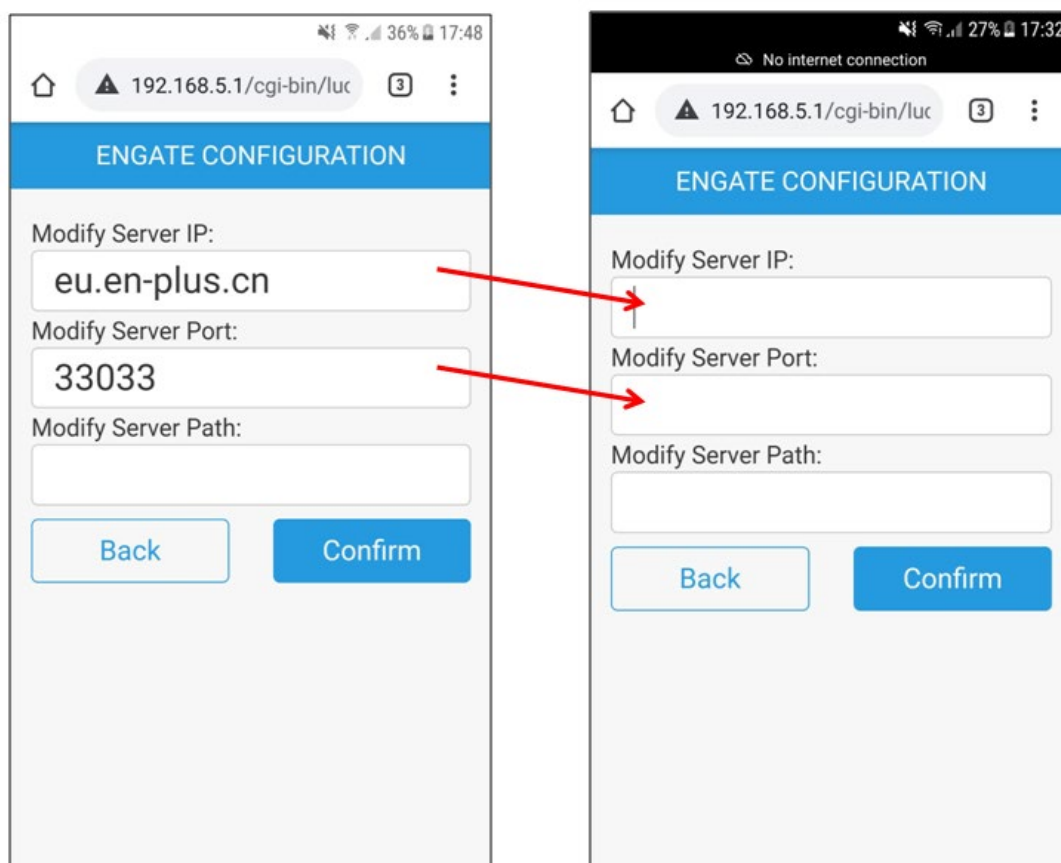 36% 17:48
192.168.5.1/cgi-bin/luc 3
ENGATE CONFIGURATION
Modify Server IP:
eu.en-plus.cn
Modify Server Port:
33033
Modify Server Path:
Back Confirm
27% 17:32
No internet connection
192.168.5.1/cgi-bin/luc 3
ENGATE CONFIGURATION
Modify Server IP:
Modify Server Port:
Modify Server Path:
Back Confirm